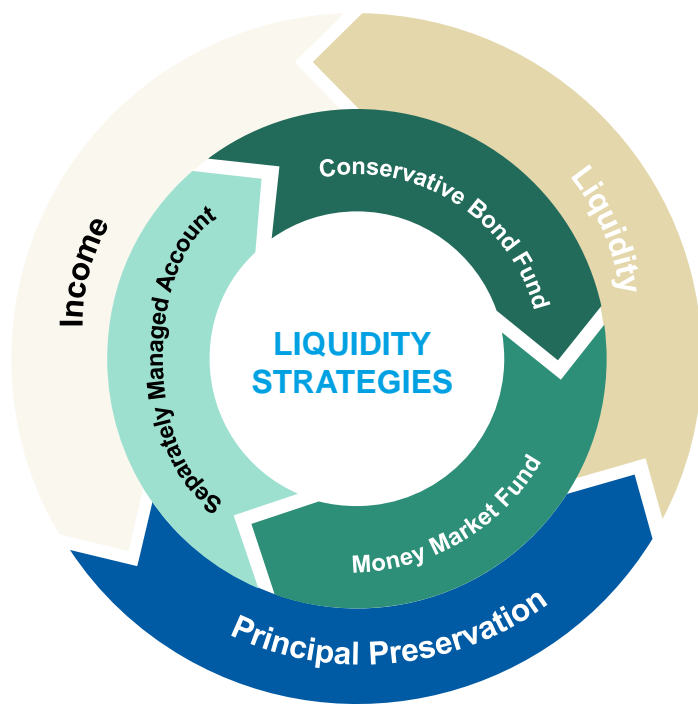 LIQUIDITY
STRATEGIES
Conservative Bond Fund
Money Market Fund
Separately Managed Account
Liquidity
Principal Preservation
Income